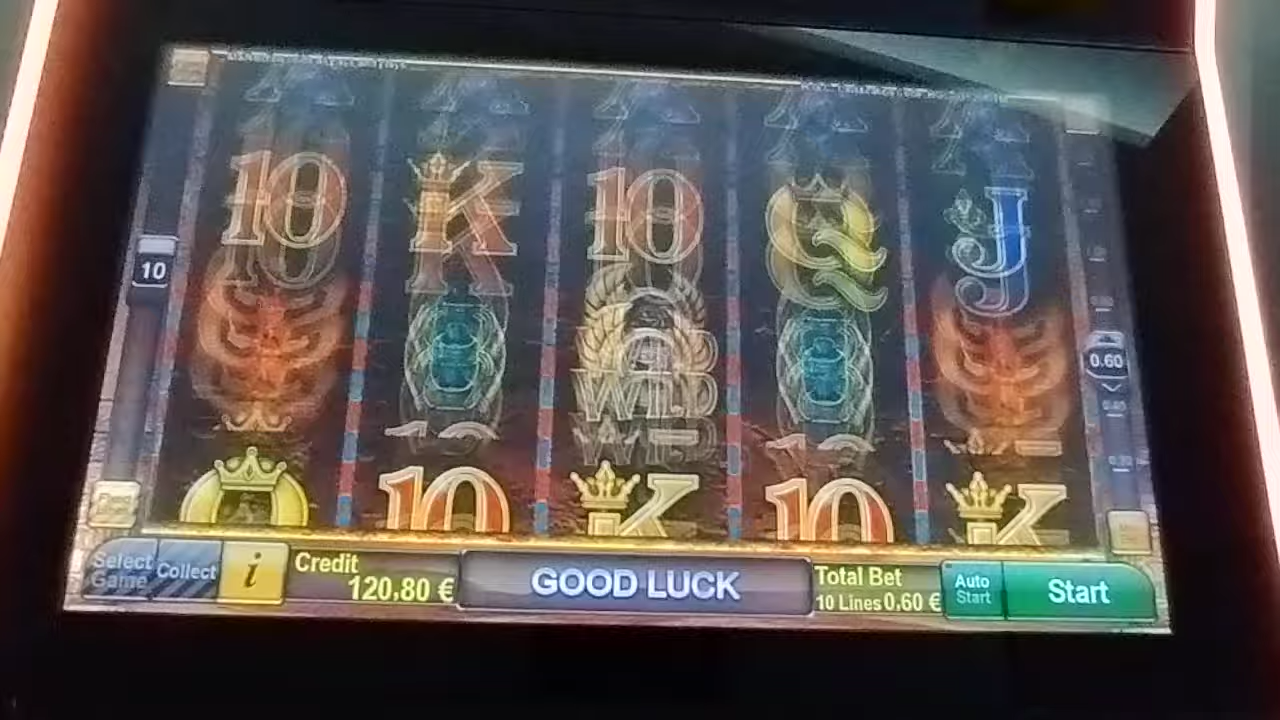 10 K 10 Q J
10
WILD
0.60
10 K 10 K
Select Game
Collect
i
Credit
120,80 €
GOOD LUCK
Total Bet
10 Lines 0,60 €
Auto Start
Start